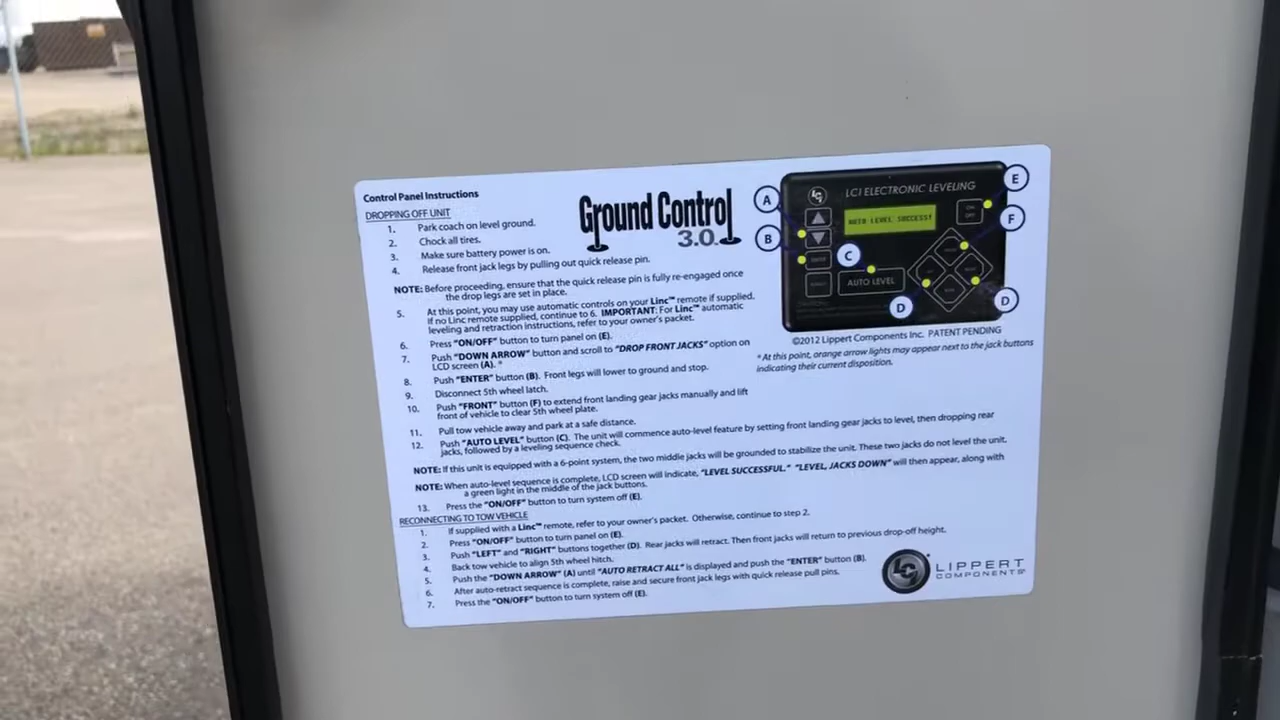 Control Panel Instructions
DROPPING OFF UNIT
1. Park coach on level ground.
2. Chock all tires.
3. Make sure battery power is on.
4. Release front jack legs by pulling out quick release pin.
NOTE: Before proceeding, ensure that the quick release pin is fully re-engaged once
the drop legs are set in place.
5. At this point, you may use automatic controls on your Linc™ remote if supplied.
If no Linc remote supplied, continue to 6. IMPORTANT: For Linc™ automatic
leveling and retraction instructions, refer to your owner's packet.
6. Press "ON/OFF" button to turn panel on (E).
7. Push "DOWN ARROW" button and scroll to "DROP FRONT JACKS" option on
LCD screen (A). *
8. Push "ENTER" button (B). Front legs will lower to ground and stop.
9. Disconnect 5th wheel latch.
10. Push "FRONT" button (F) to extend front landing gear jacks manually and lift
front of vehicle to clear 5th wheel plate.
11. Pull tow vehicle away and park at a safe distance.
12. Push "AUTO LEVEL" button (C). The unit will commence auto-level feature by setting front landing gear jacks to level, then dropping rear
jacks, followed by a leveling sequence check.
NOTE: If this unit is equipped with a 6-point system, the two middle jacks will be grounded to stabilize the unit. These two jacks do not level the unit.
NOTE: When auto-level sequence is complete, LCD screen will indicate, "LEVEL SUCCESSFUL." "LEVEL, JACKS DOWN" will then appear, along with
a green light in the middle of the jack buttons.
13. Press the "ON/OFF" button to turn system off (E).
RECONNECTING TO TOW VEHICLE
1. If supplied with a Linc™ remote, refer to your owner's packet. Otherwise, continue to step 2.
2. Press "ON/OFF" button to turn panel on (E).
3. Push "LEFT" and "RIGHT" buttons together (D). Rear jacks will retract. Then front jacks will return to previous drop-off height.
4. Back tow vehicle to align 5th wheel hitch.
5. Push the "DOWN ARROW" (A) until "AUTO RETRACT ALL" is displayed and push the "ENTER" button (B).
6. After auto-retract sequence is complete, raise and secure front jack legs with quick release pull pins.
7. Press the "ON/OFF" button to turn system off (E).
Ground Control
3.0
A
B
C
D
D
E
F
LCI ELECTRONIC LEVELING
AUTO LEVEL SUCCESS!
ON
OFF
ENTER
AUTO LEVEL
©2012 Lippert Components Inc. PATENT PENDING
* At this point, orange arrow lights may appear next to the jack buttons
indicating their current disposition.
LIPPERT
COMPONENTS